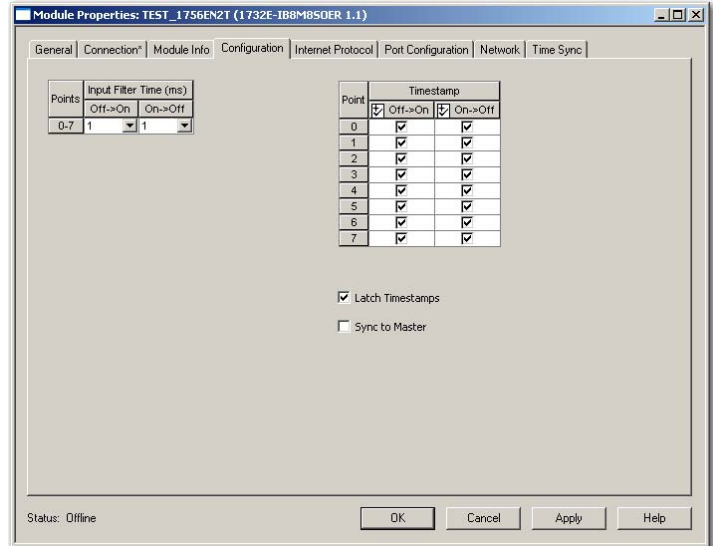 Module Properties: TEST_1756EN2T (1732E-IB8M8SOER 1.1)
General Connection* Module Info Configuration Internet Protocol Port Configuration Network Time Sync
Points Input Filter Time (ms)
Off->On On->Off
0-7 1 1
Point Timestamp
Off->On On->Off
0
1
2
3
4
5
6
7
Latch Timestamps
Sync to Master
Status: Offline
OK Cancel Apply Help